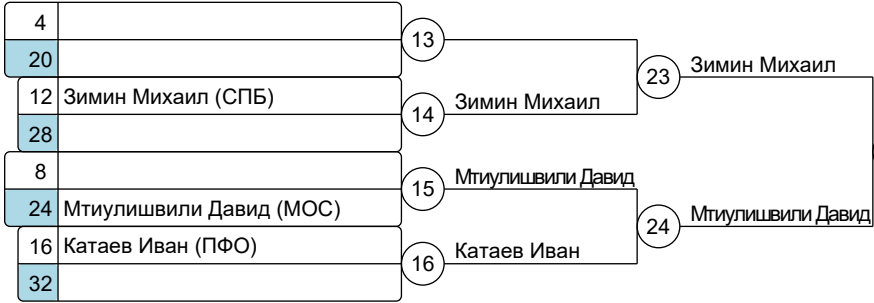 4
13
20
23 Зимин Михаил
12 Зимин Михаил (СПБ)
14 Зимин Михаил
28
8
15 Мтиулишвили Давид
24 Мтиулишвили Давид (МОС)
24 Мтиулишвили Давид
16 Катаев Иван (ПФО)
16 Катаев Иван
32